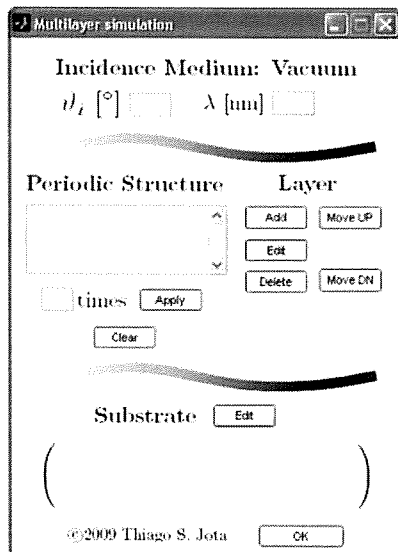 Multilayer simulation
Incidence Medium: Vacuum
ϑi [°] λ [nm]
Periodic Structure Layer
Add Move UP
Edit
Delete Move DN
times Apply
Clear
Substrate Edit
©2009 Thiago S. Jota OK